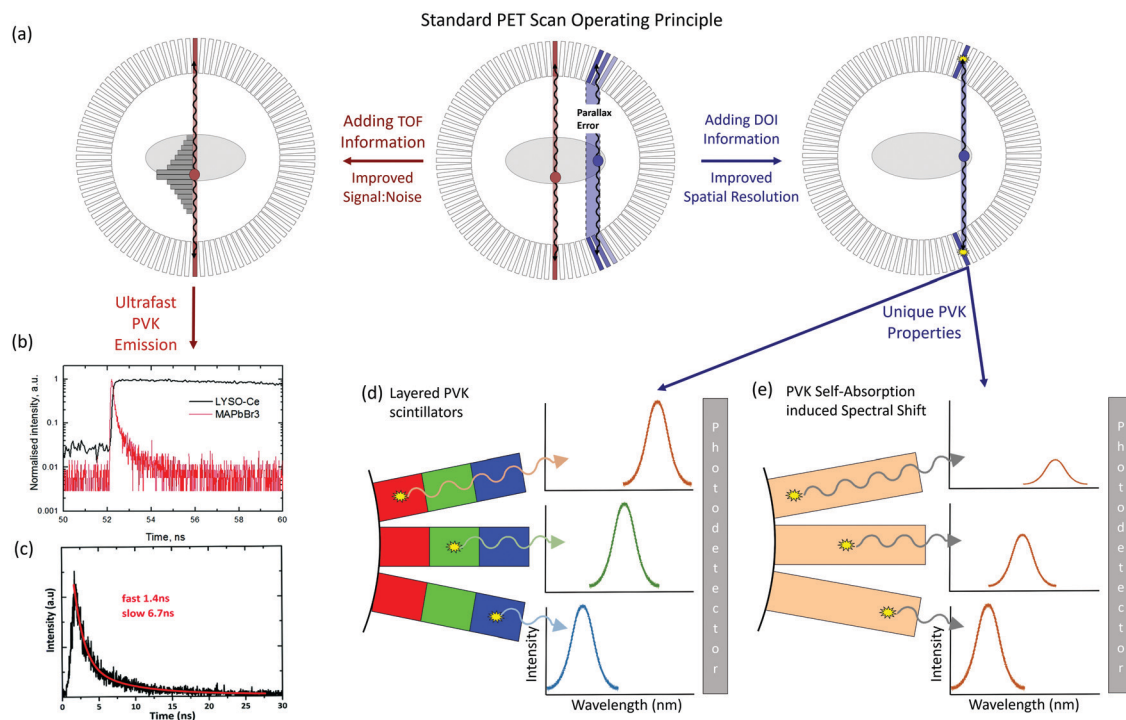 Standard PET Scan Operating Principle
(a)
Adding TOF
Information
Improved
Signal:Noise
Parallax
Error
Adding DOI
Information
Improved
Spatial Resolution
Ultrafast
PVK
Emission
Unique PVK
Properties
(b)
Normalised intensity, a.u.
1
0.1
0.01
0.001
LYSO-Ce
MAPbBr3
50
52
54
56
58
60
Time, ns
(c)
Intensity (a.u)
fast 1.4ns
slow 6.7ns
0
5
10
15
20
25
30
Time (ns)
(d)
Layered PVK
scintillators
Intensity
Wavelength (nm)
Photodetector
(e)
PVK Self-Absorption
induced Spectral Shift
Intensity
Wavelength (nm)
Photodetector